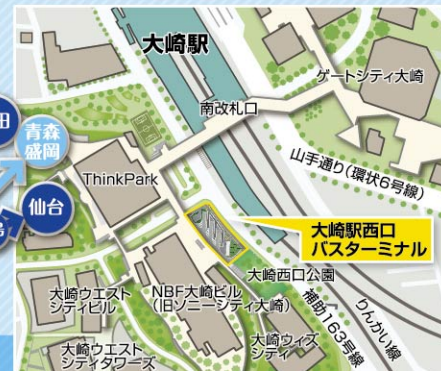 大崎駅
ゲートシティ大崎
南改札口
山手通り(環状6号線)
田
青森
盛岡
仙台
ThinkPark
大崎駅西口
バスターミナル
大崎西口公園
大崎ウエスト
シティビル
NBF大崎ビル
(旧ソニーシティ大崎)
補助163号線
りんかい線
大崎ウィズ
シティ
大崎ウエスト
シティタワーズ